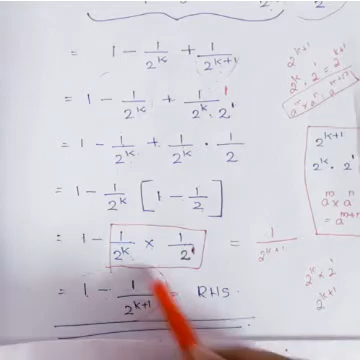 = 1 - 1/2^k + 1/2^(k+1)
= 1 - 1/2^k + 1/(2^k · 2^1)
= 1 - 1/2^k + 1/2^k · 1/2
= 1 - 1/2^k [1 - 1/2]
= 1 - 1/2^k × 1/2^1 = 1/2^(k+1)
= 1 - 1/2^(k+1) = RHS.
2^(k+1)
2^k · 2^1 = 2^(k+1)
a^m × a^n = a^(m+n)
2^(k+1)
2^k · 2^1
a^m × a^n
= a^(m+n)
2^k × 2^1
2^(k+1)